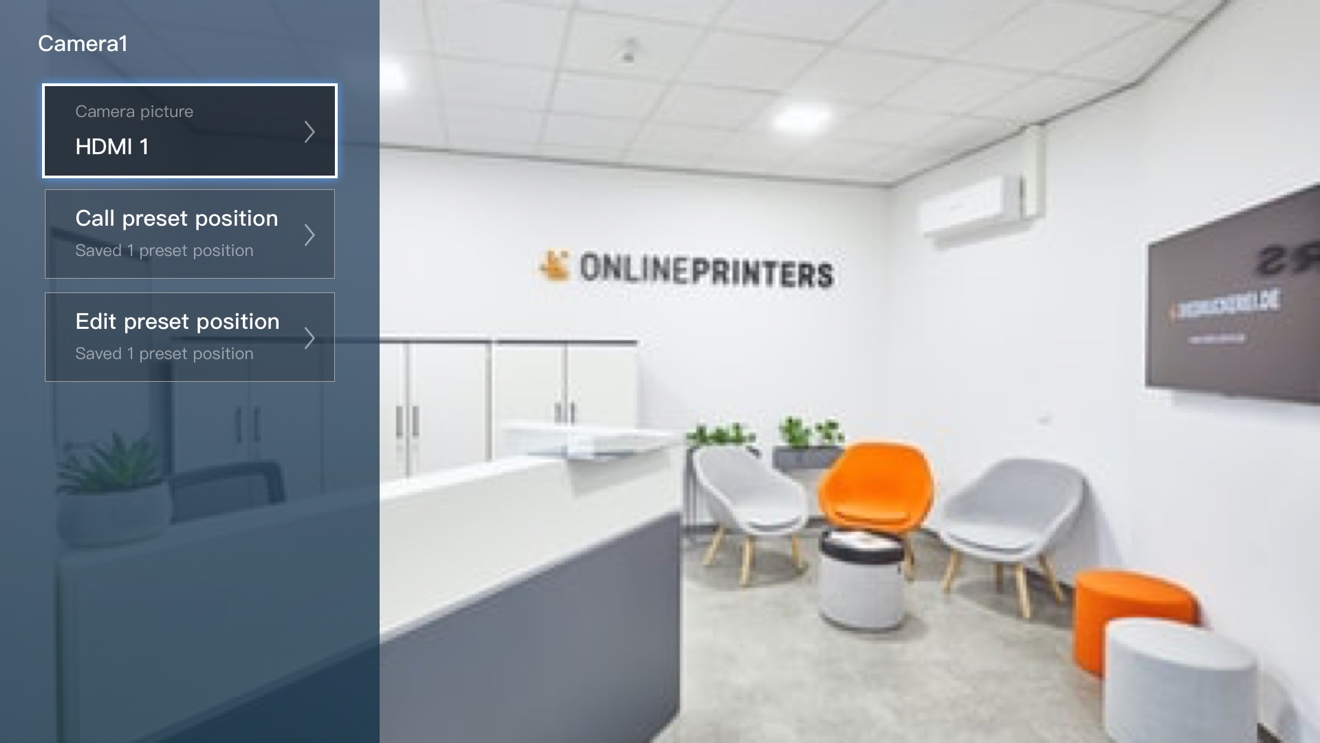 Camera1
Camera picture
HDMI 1
Call preset position
Saved 1 preset position
Edit preset position
Saved 1 preset position
ONLINEPRINTERS